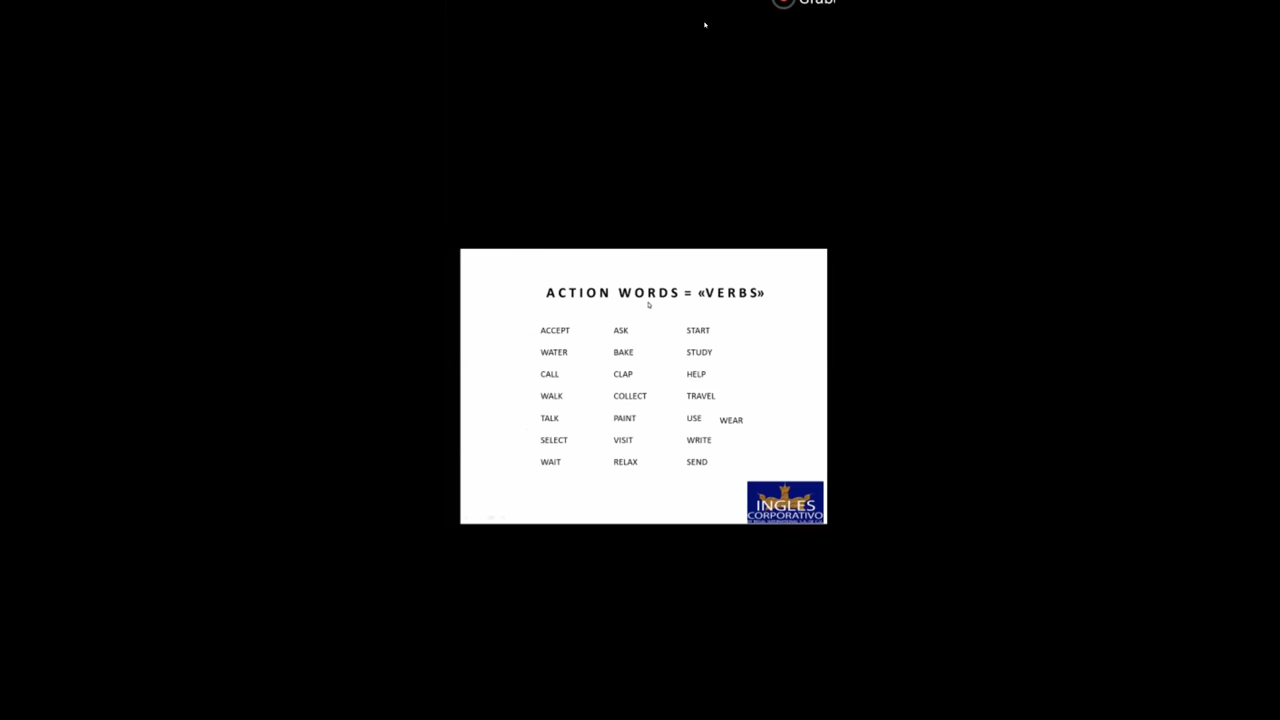 ACTION WORDS = «VERBS»
ACCEPT ASK START
WATER BAKE STUDY
CALL CLAP HELP
WALK COLLECT TRAVEL
TALK PAINT USE WEAR
SELECT VISIT WRITE
WAIT RELAX SEND
INGLES
CORPORATIVO